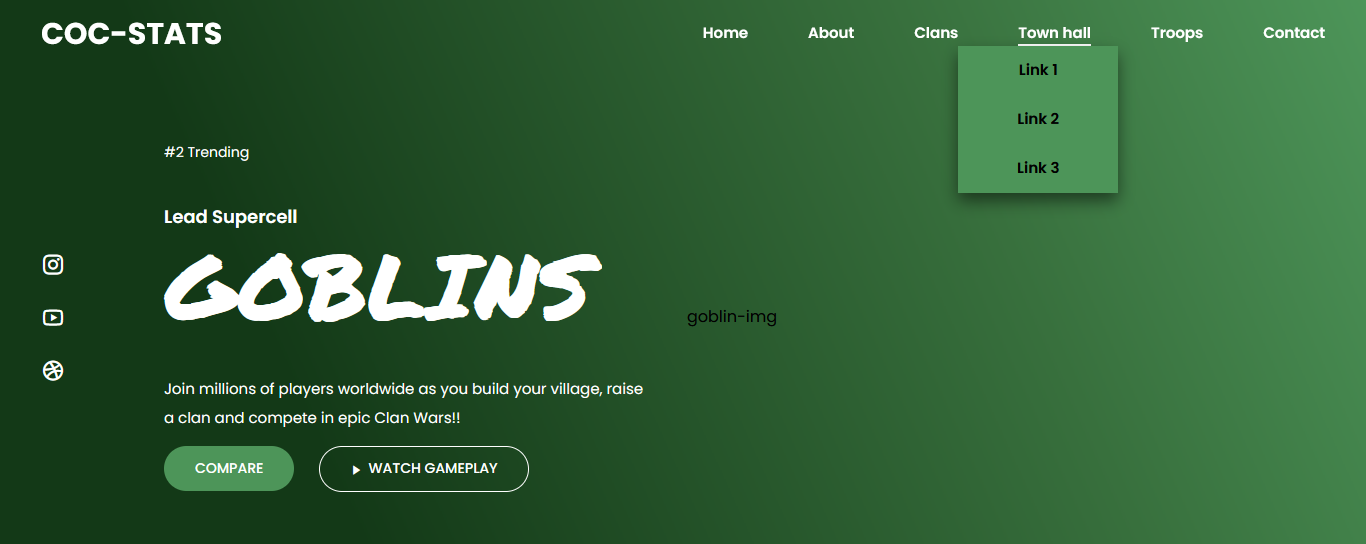 COC-STATS
Home
About
Clans
Town hall
Troops
Contact
Link 1
Link 2
Link 3
#2 Trending
Lead Supercell
GOBLINS
goblin-img
Join millions of players worldwide as you build your village, raise
a clan and compete in epic Clan Wars!!
COMPARE
WATCH GAMEPLAY